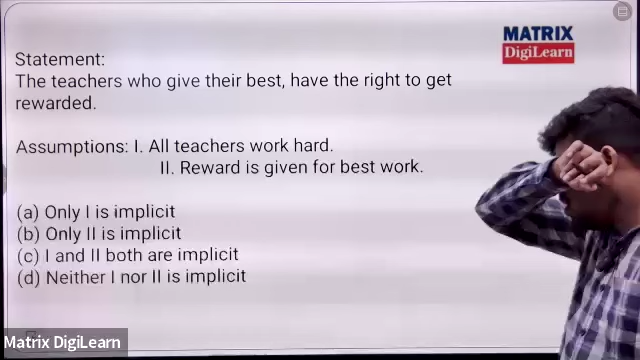 MATRIX
DigiLearn
Statement:
The teachers who give their best, have the right to get
rewarded.
Assumptions: I. All teachers work hard.
II. Reward is given for best work.
(a) Only I is implicit
(b) Only II is implicit
(c) I and II both are implicit
(d) Neither I nor II is implicit
Matrix DigiLearn